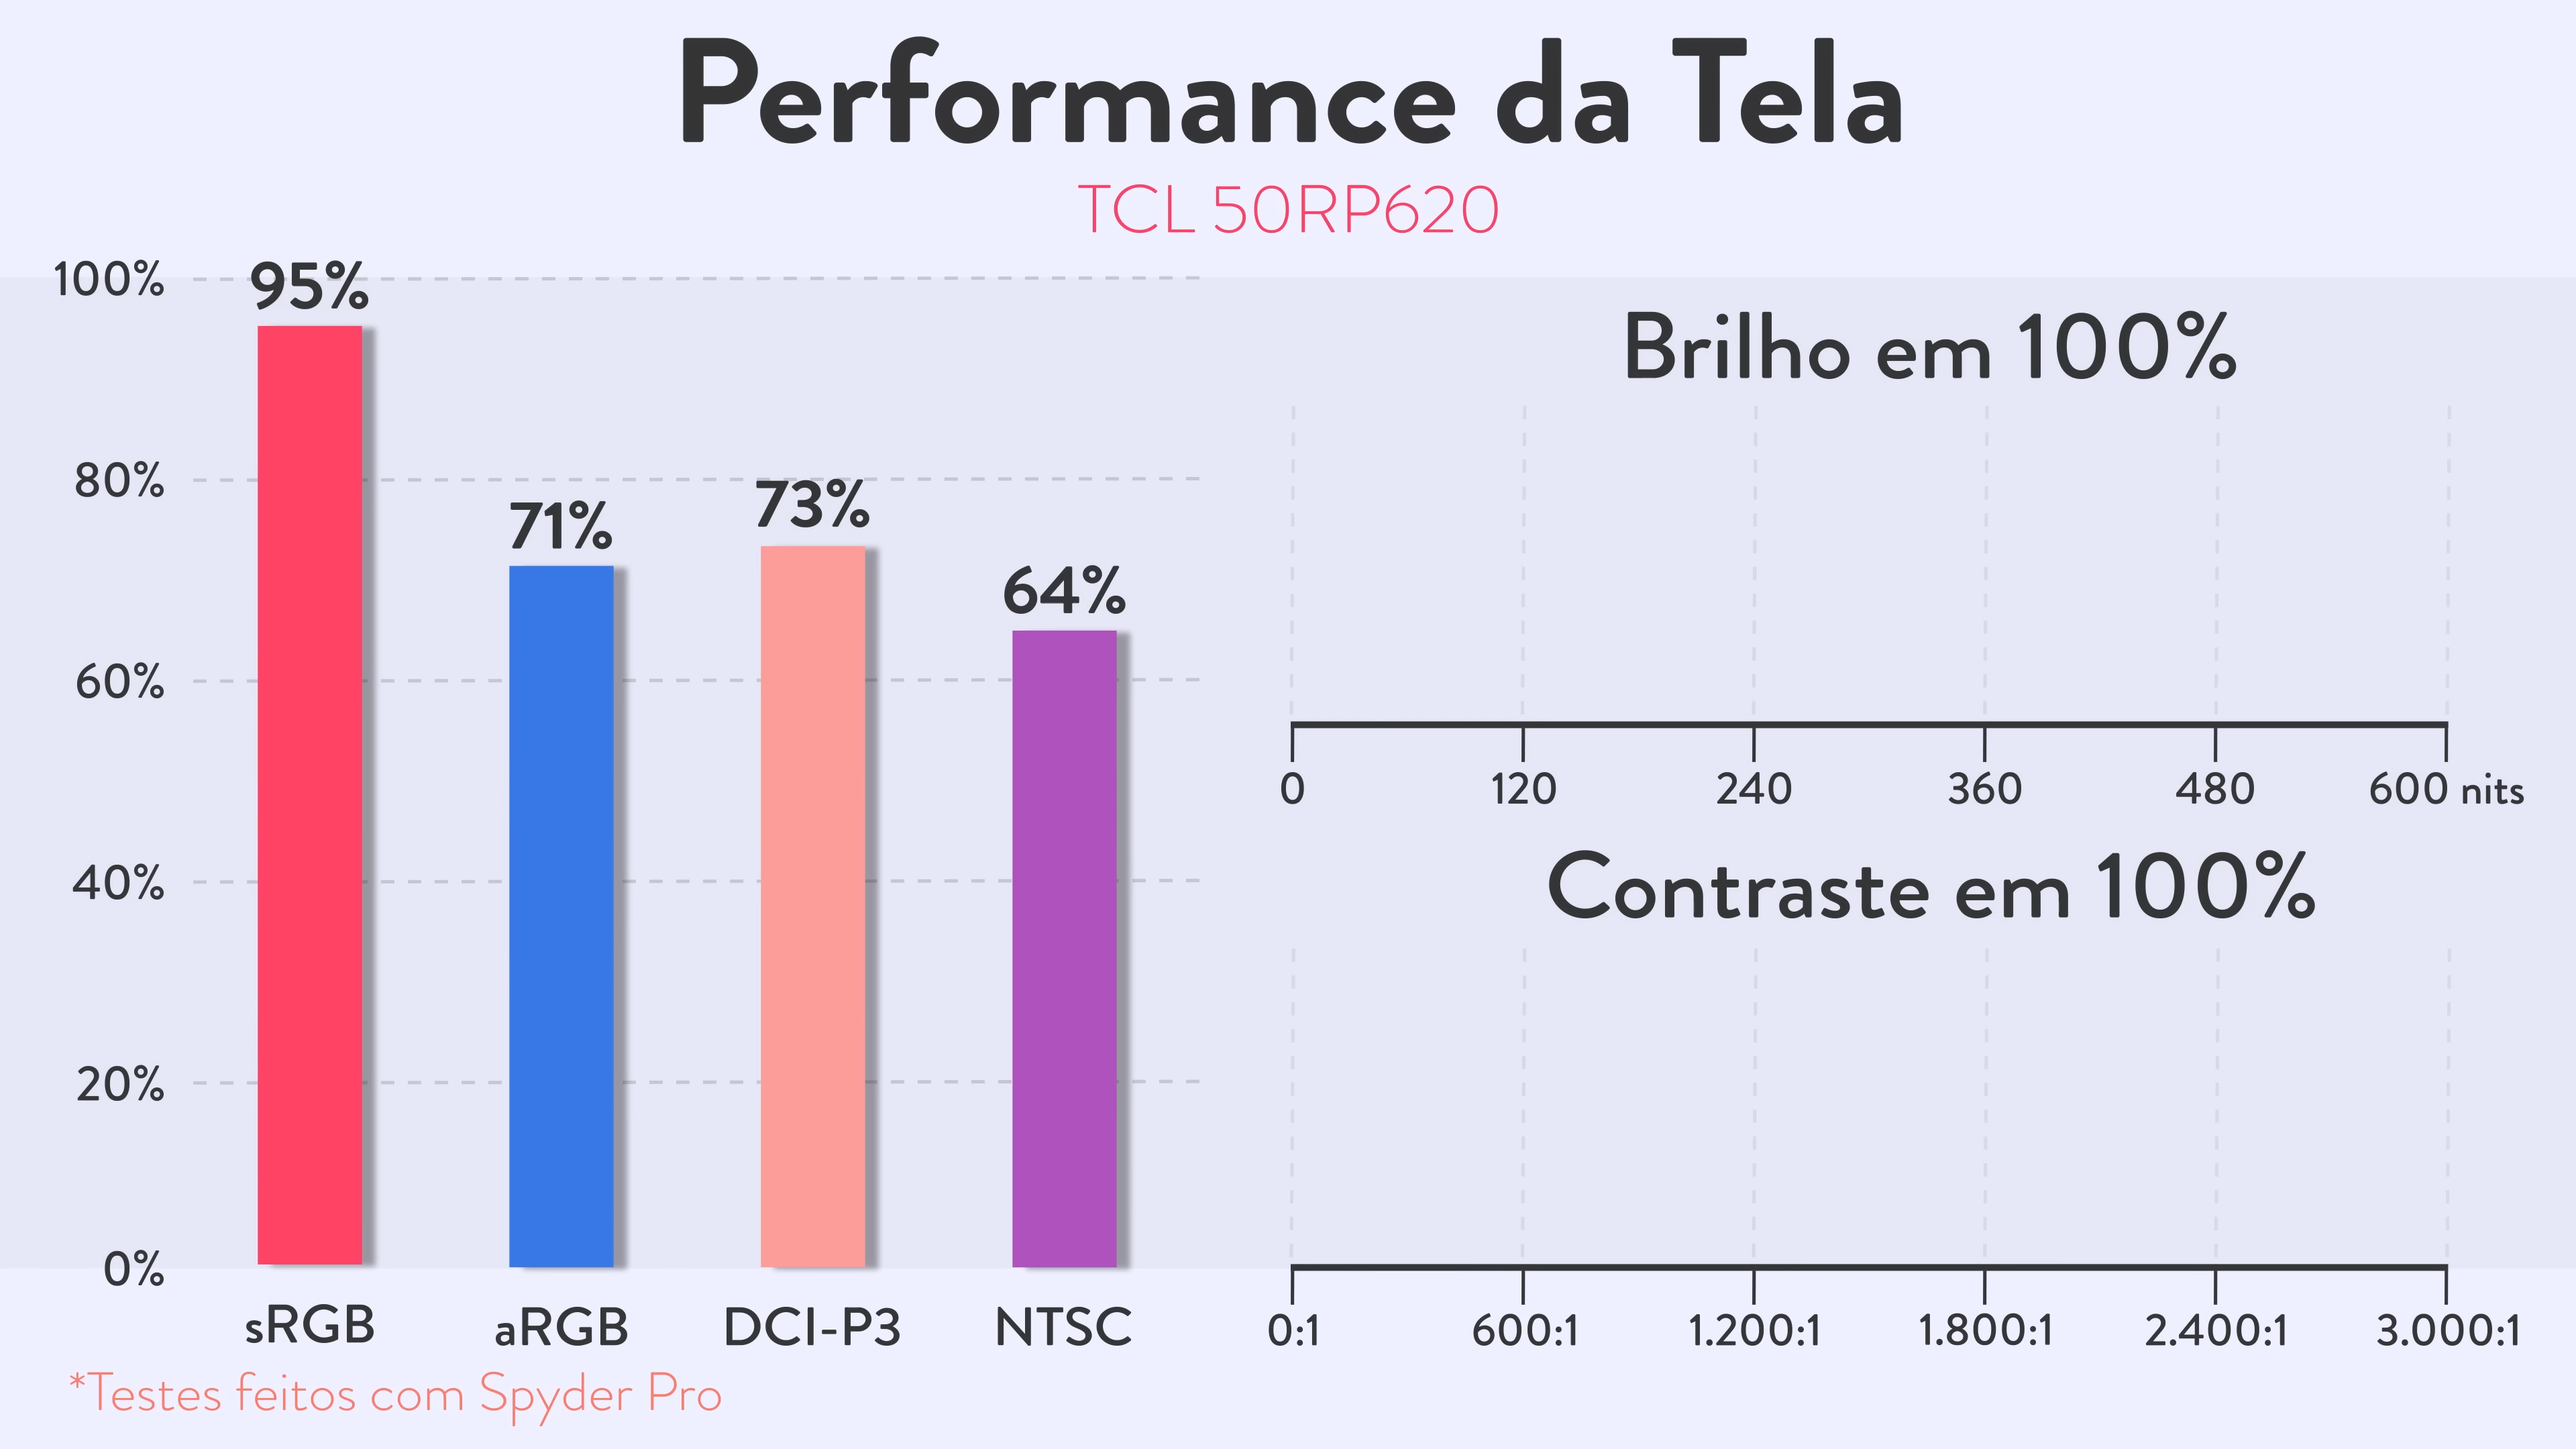 Performance da Tela
TCL 50RP620
100%
80%
60%
40%
20%
0%
95%
71%
73%
64%
sRGB aRGB DCI-P3 NTSC
*Testes feitos com Spyder Pro
Brilho em 100%
0 120 240 360 480 600 nits
Contraste em 100%
0:1 600:1 1.200:1 1.800:1 2.400:1 3.000:1